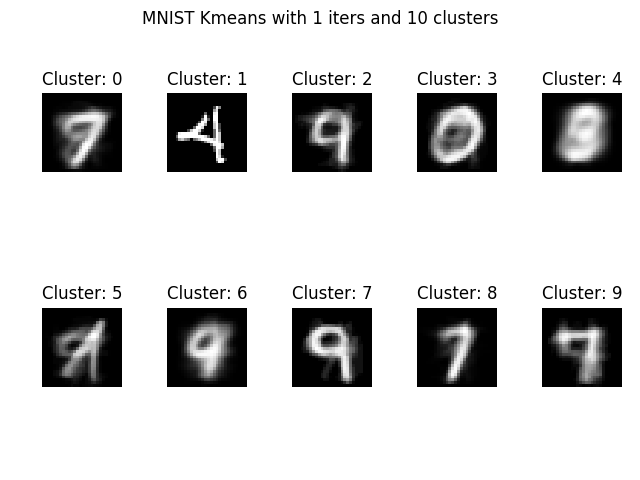 MNIST Kmeans with 1 iters and 10 clusters
Cluster: 0 Cluster: 1 Cluster: 2 Cluster: 3 Cluster: 4
Cluster: 5 Cluster: 6 Cluster: 7 Cluster: 8 Cluster: 9